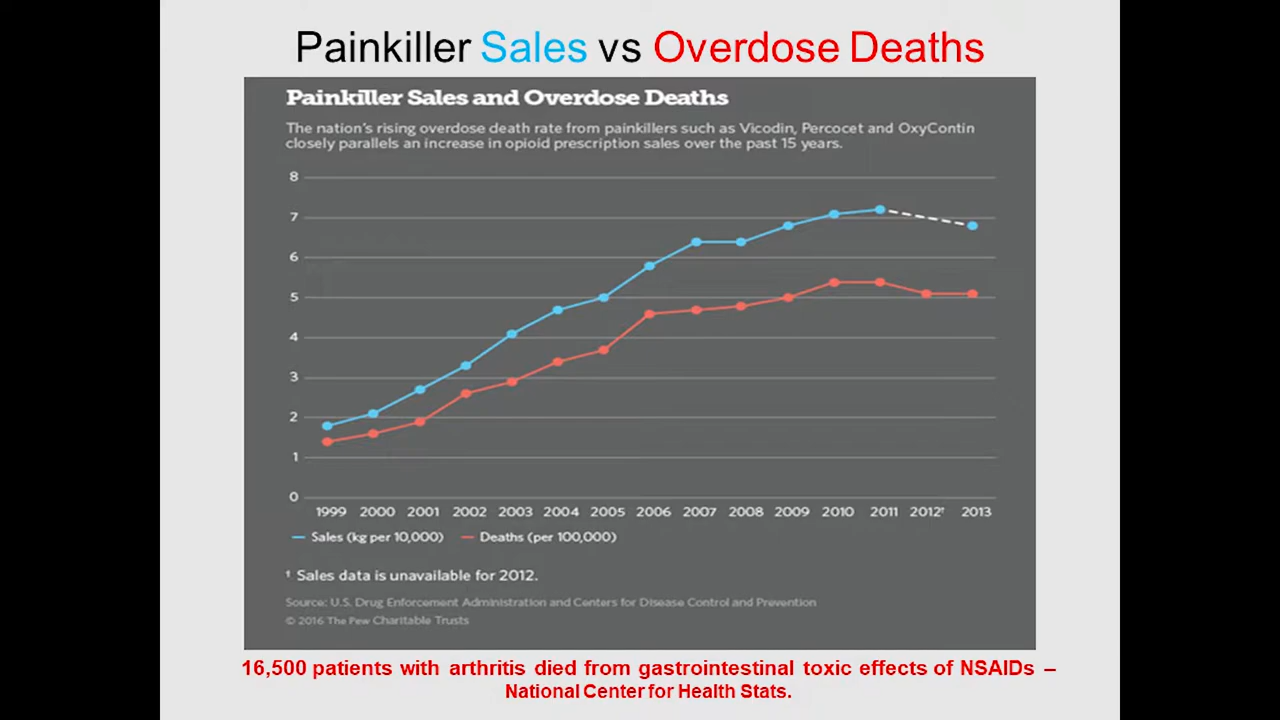 Painkiller Sales vs Overdose Deaths
Painkiller Sales and Overdose Deaths
The nation's rising overdose death rate from painkillers such as Vicodin, Percocet and OxyContin
closely parallels an increase in opioid prescription sales over the past 15 years.
8
7
6
5
4
3
2
1
0
1999 2000 2001 2002 2003 2004 2005 2006 2007 2008 2009 2010 2011 2012† 2013
Sales (kg per 10,000) Deaths (per 100,000)
† Sales data is unavailable for 2012.
Source: U.S. Drug Enforcement Administration and Centers for Disease Control and Prevention
© 2016 The Pew Charitable Trusts
16,500 patients with arthritis died from gastrointestinal toxic effects of NSAIDs –
National Center for Health Stats.